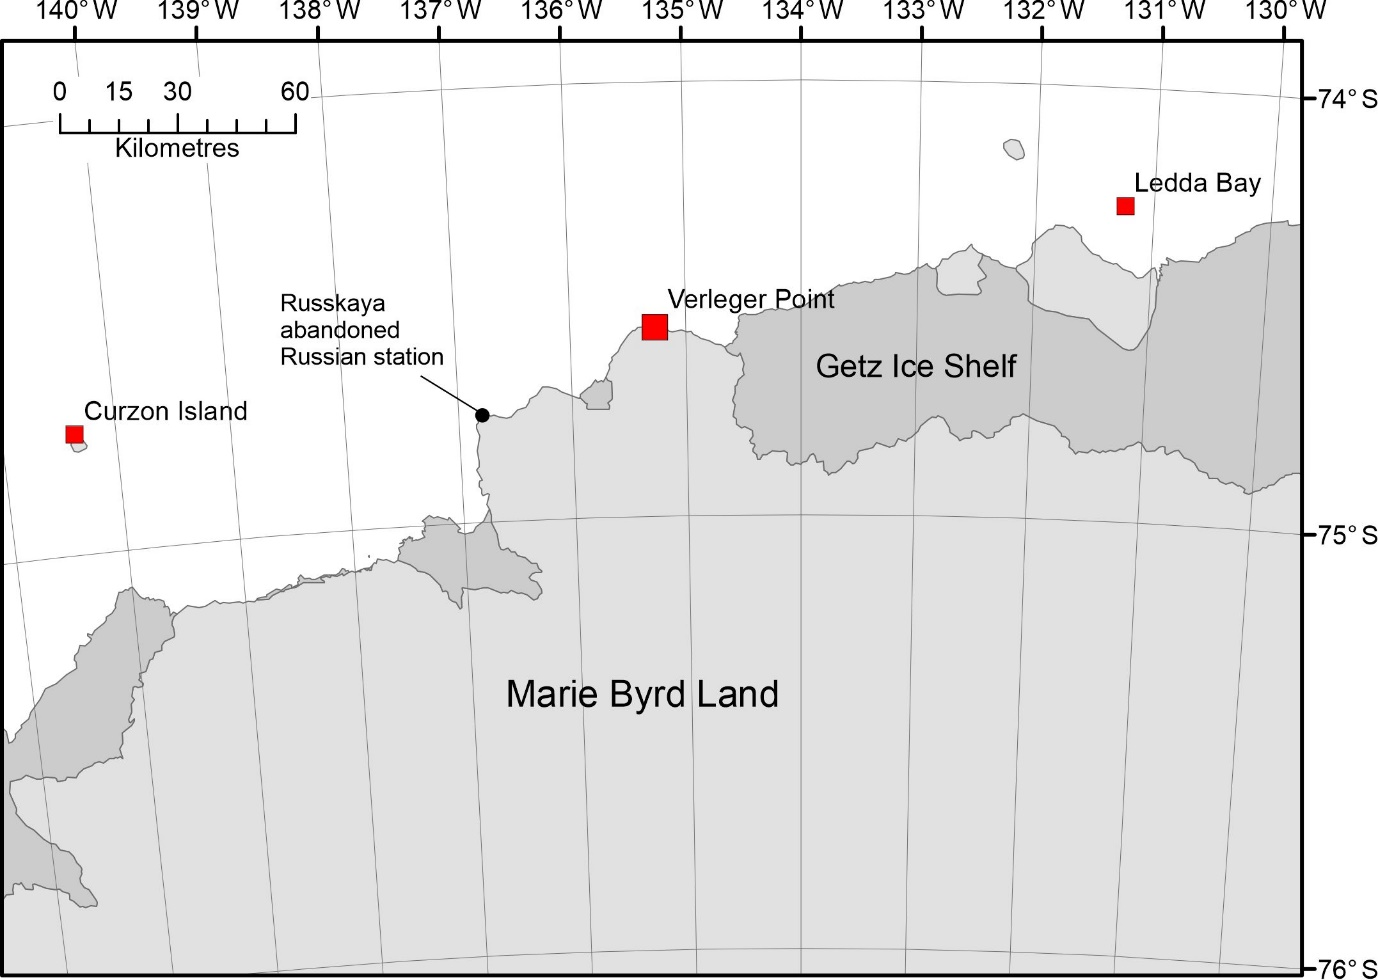 140°W 139°W 138°W 137°W 136°W 135°W 134°W 133°W 132°W 131°W 130°W
0 15 30 60
Kilometres
74°S
Ledda Bay
Verleger Point
Russkaya
abandoned
Russian station
Getz Ice Shelf
Curzon Island
75°S
Marie Byrd Land
76°S